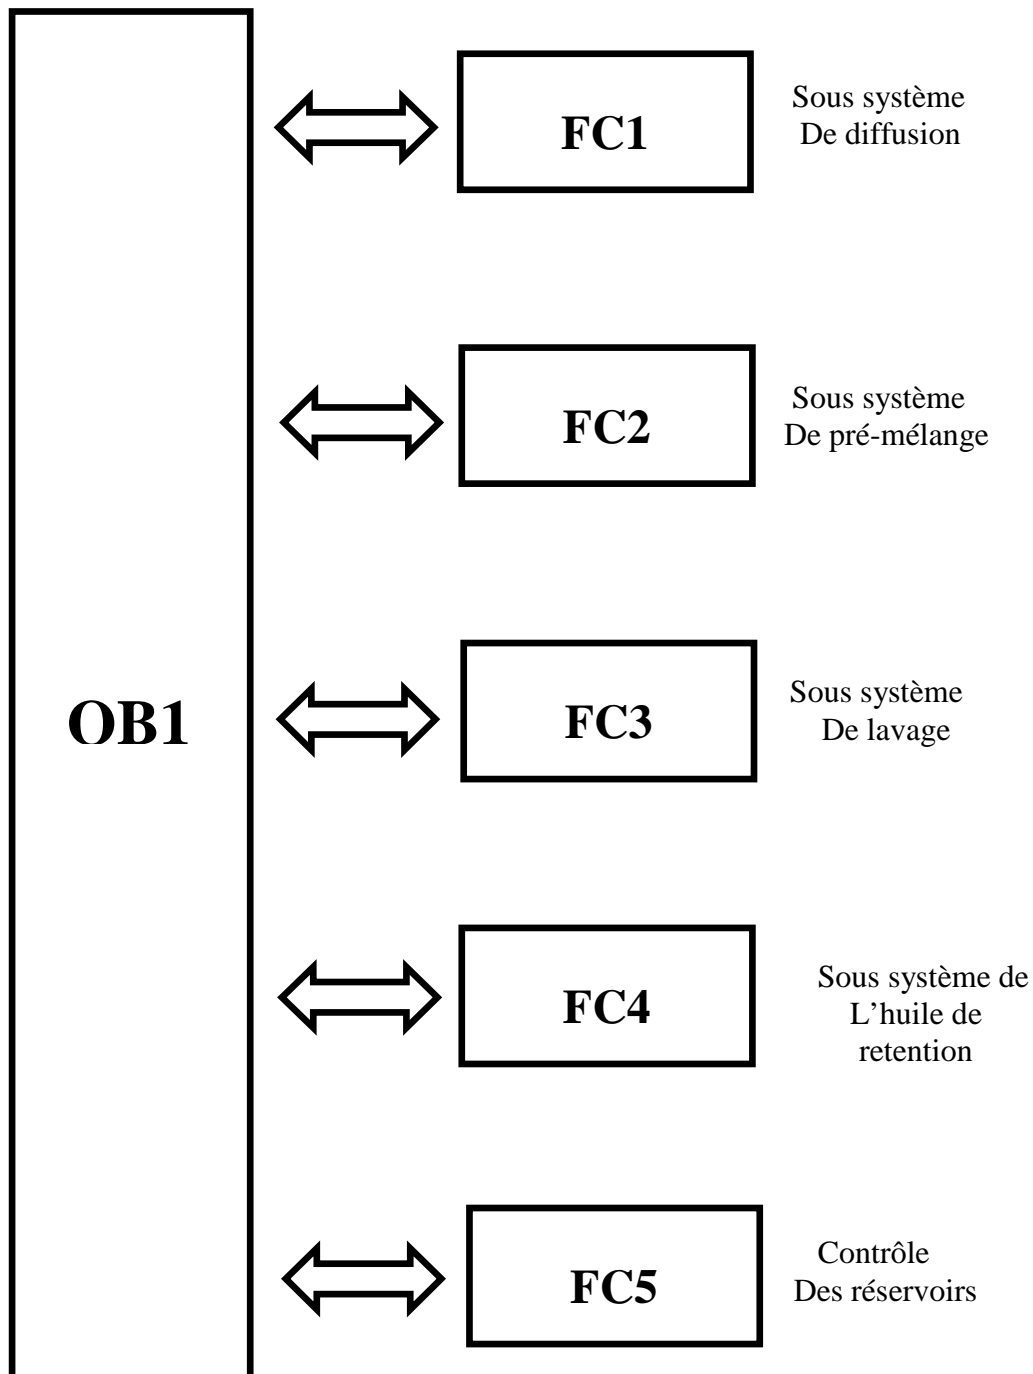 FC1
Sous système
De diffusion
FC2
Sous système
De pré-mélange
OB1
FC3
Sous système
De lavage
FC4
Sous système de
L’huile de
retention
FC5
Contrôle
Des réservoirs